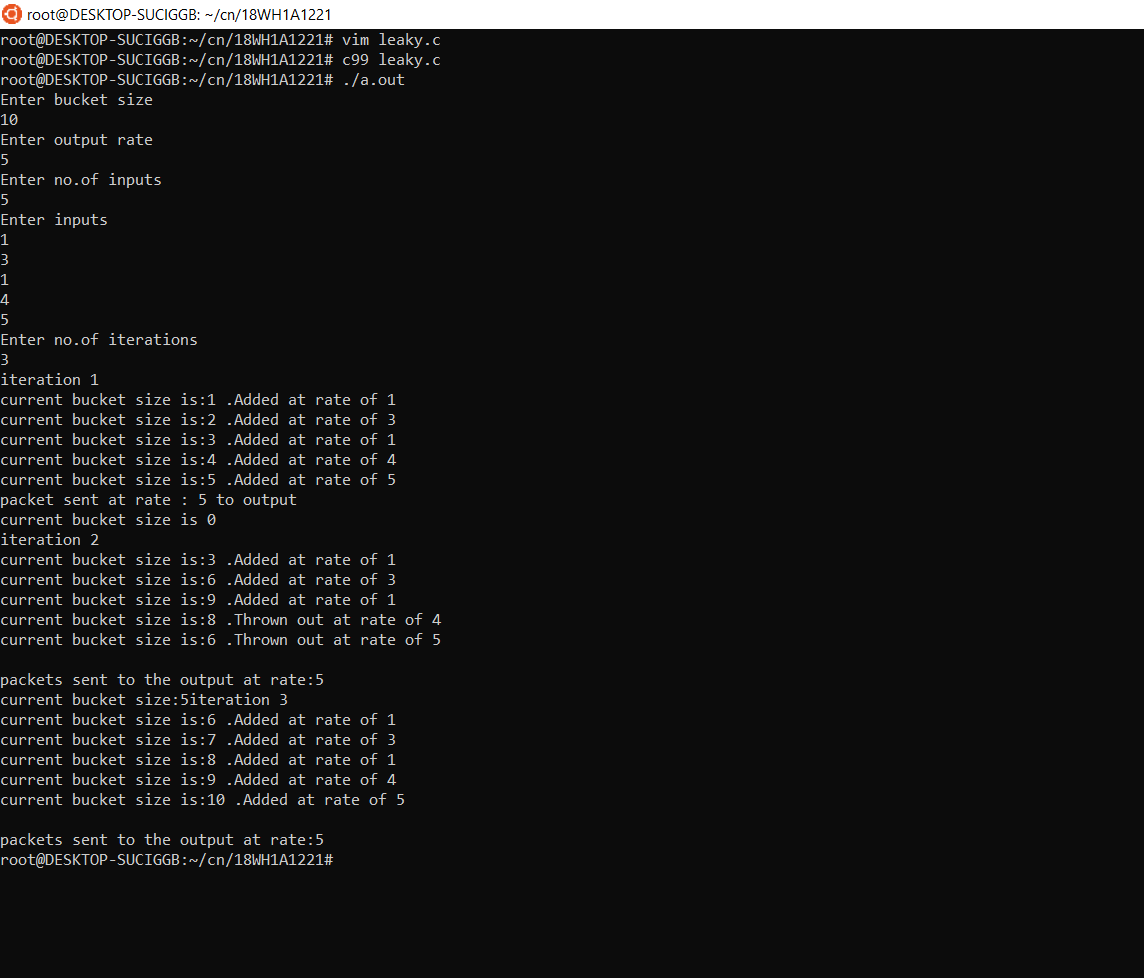 root@DESKTOP-SUCIGGB: ~/cn/18WH1A1221
root@DESKTOP-SUCIGGB:~/cn/18WH1A1221# vim leaky.c
root@DESKTOP-SUCIGGB:~/cn/18WH1A1221# c99 leaky.c
root@DESKTOP-SUCIGGB:~/cn/18WH1A1221# ./a.out
Enter bucket size
10
Enter output rate
5
Enter no.of inputs
5
Enter inputs
1
3
1
4
5
Enter no.of iterations
3
iteration 1
current bucket size is:1 .Added at rate of 1
current bucket size is:2 .Added at rate of 3
current bucket size is:3 .Added at rate of 1
current bucket size is:4 .Added at rate of 4
current bucket size is:5 .Added at rate of 5
packet sent at rate : 5 to output
current bucket size is 0
iteration 2
current bucket size is:3 .Added at rate of 1
current bucket size is:6 .Added at rate of 3
current bucket size is:9 .Added at rate of 1
current bucket size is:8 .Thrown out at rate of 4
current bucket size is:6 .Thrown out at rate of 5
packets sent to the output at rate:5
current bucket size:5iteration 3
current bucket size is:6 .Added at rate of 1
current bucket size is:7 .Added at rate of 3
current bucket size is:8 .Added at rate of 1
current bucket size is:9 .Added at rate of 4
current bucket size is:10 .Added at rate of 5
packets sent to the output at rate:5
root@DESKTOP-SUCIGGB:~/cn/18WH1A1221#